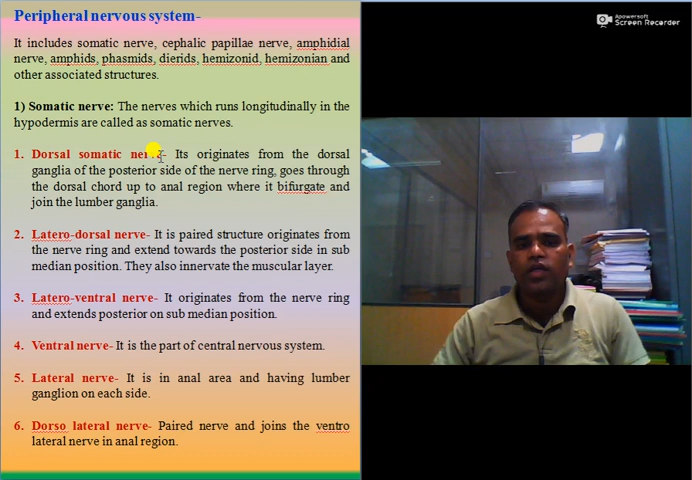 Peripheral nervous system-
It includes somatic nerve, cephalic papillae nerve, amphidial
nerve, amphids, phasmids, dierids, hemizonid, hemizonian and
other associated structures.
1) Somatic nerve: The nerves which runs longitudinally in the
hypodermis are called as somatic nerves.
1. Dorsal somatic nerve- Its originates from the dorsal
ganglia of the posterior side of the nerve ring, goes through
the dorsal chord up to anal region where it bifurgate and
join the lumber ganglia.
2. Latero-dorsal nerve- It is paired structure originates from
the nerve ring and extend towards the posterior side in sub
median position. They also innervate the muscular layer.
3. Latero-ventral nerve- It originates from the nerve ring
and extends posterior on sub median position.
4. Ventral nerve- It is the part of central nervous system.
5. Lateral nerve- It is in anal area and having lumber
ganglion on each side.
6. Dorso lateral nerve- Paired nerve and joins the ventro
lateral nerve in anal region.
Apowersoft
Screen Recorder